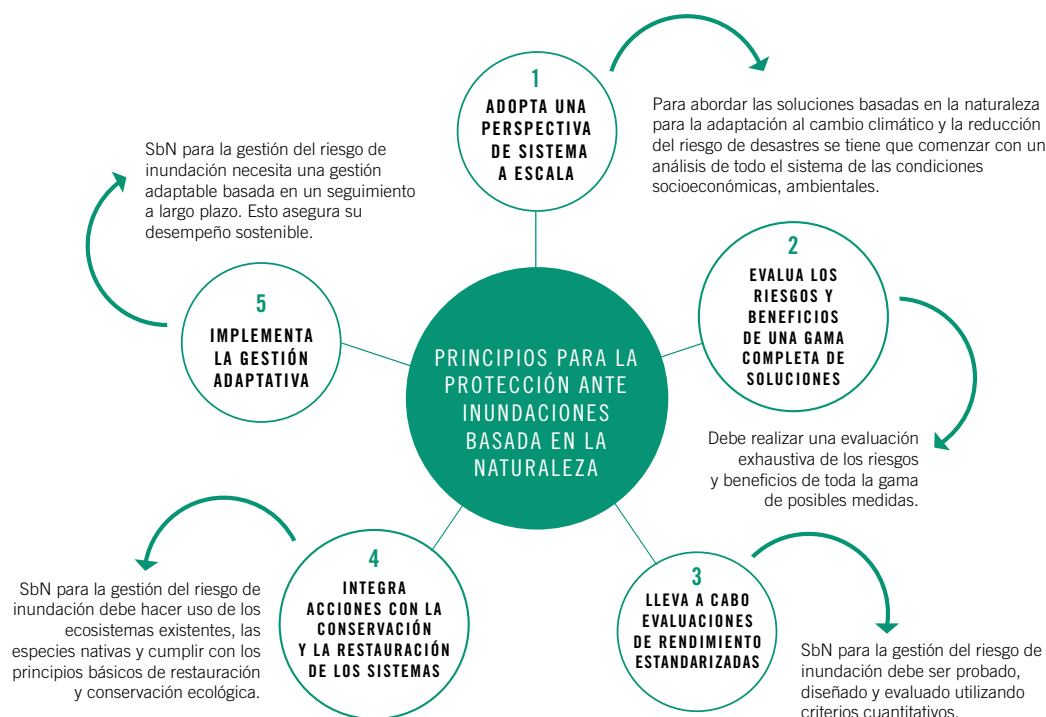 PRINCIPIOS PARA LA
PROTECCIÓN ANTE
INUNDACIONES
BASADA EN LA
NATURALEZA
1
ADOPTA UNA
PERSPECTIVA
DE SISTEMA
A ESCALA
Para abordar las soluciones basadas en la naturaleza
para la adaptación al cambio climático y la reducción
del riesgo de desastres se tiene que comenzar con un
análisis de todo el sistema de las condiciones
socioeconómicas, ambientales.
2
EVALUA LOS
RIESGOS Y
BENEFICIOS
DE UNA GAMA
COMPLETA DE
SOLUCIONES
Debe realizar una evaluación
exhaustiva de los riesgos
y beneficios de toda la gama
de posibles medidas.
3
LLEVA A CABO
EVALUACIONES
DE RENDIMIENTO
ESTANDARIZADAS
SbN para la gestión del riesgo de
inundación debe ser probado,
diseñado y evaluado utilizando
criterios cuantitativos.
4
INTEGRA
ACCIONES CON LA
CONSERVACIÓN
Y LA RESTAURACIÓN
DE LOS SISTEMAS
SbN para la gestión del riesgo de
inundación debe hacer uso de los
ecosistemas existentes, las
especies nativas y cumplir con los
principios básicos de restauración
y conservación ecológica.
5
IMPLEMENTA
LA GESTIÓN
ADAPTATIVA
SbN para la gestión del riesgo de
inundación necesita una gestión
adaptable basada en un seguimiento
a largo plazo. Esto asegura su
desempeño sostenible.